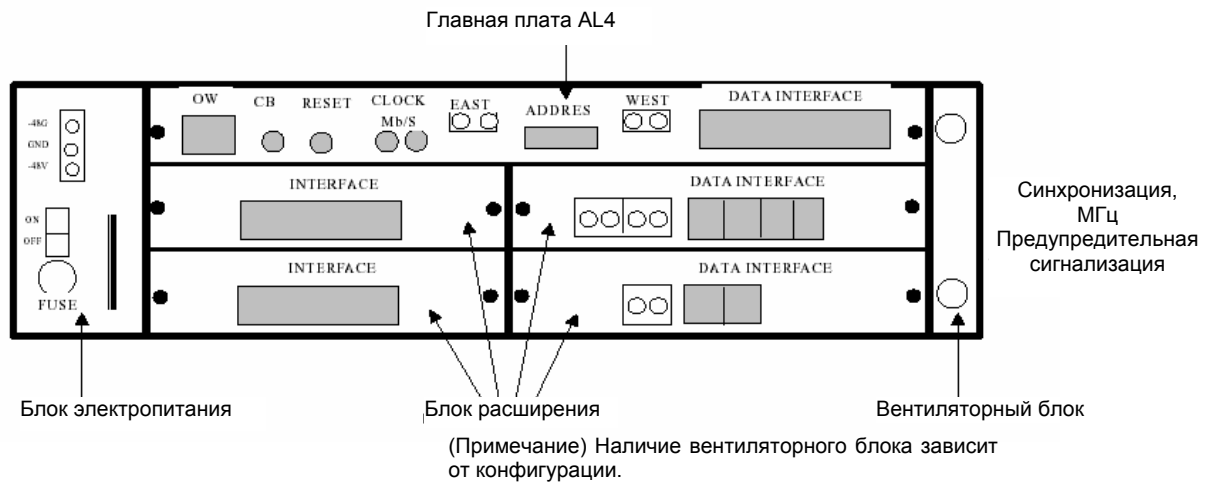 Главная плата AL4
OW CB RESET CLOCK EAST ADDRES WEST DATA INTERFACE
Mb/S
-48G
GND
-48V
INTERFACE DATA INTERFACE
ON
OFF
INTERFACE DATA INTERFACE
FUSE
Синхронизация,
МГц
Предупредительная
сигнализация
Блок электропитания Блок расширения Вентиляторный блок
(Примечание) Наличие вентиляторного блока зависит
от конфигурации.